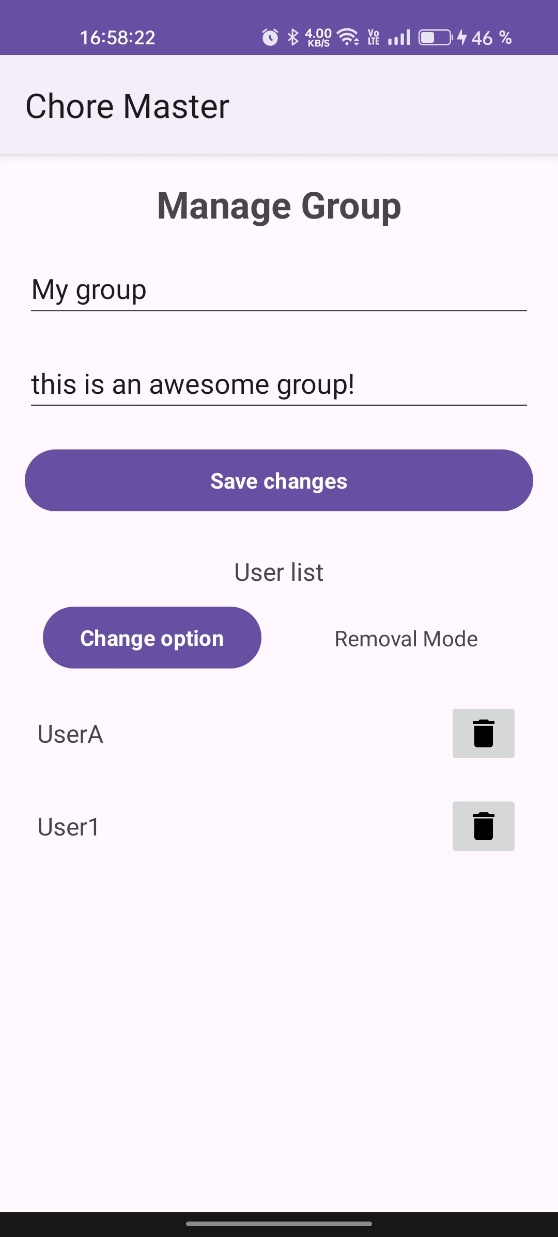 16:58:22 4.00 KB/S Vo LTE 46 %
Chore Master
Manage Group
My group
this is an awesome group!
Save changes
User list
Change option Removal Mode
UserA
User1